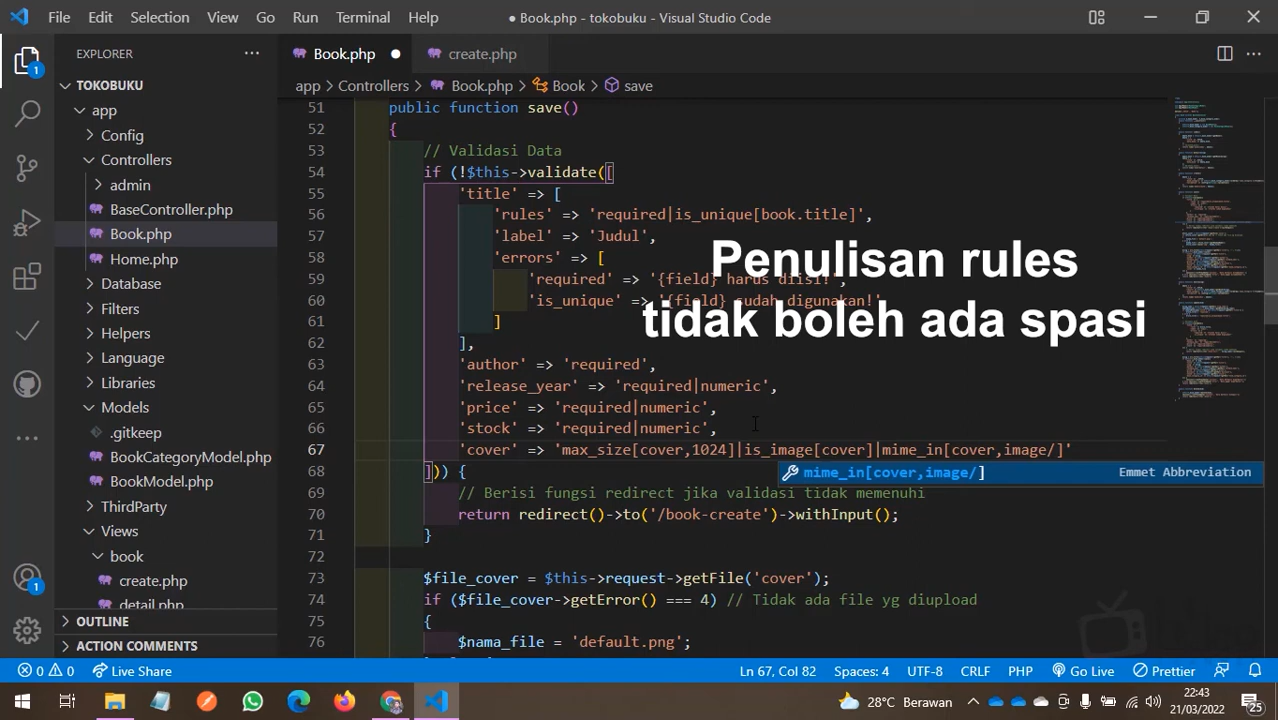 File Edit Selection View Go Run Terminal Help
● Book.php - tokobuku - Visual Studio Code
EXPLORER
1
TOKOBUKU
app
Config
Controllers
admin
BaseController.php
Book.php
Home.php
Database
Filters
Helpers
Language
Libraries
Models
.gitkeep
BookCategoryModel.php
BookModel.php
ThirdParty
Views
book
create.php
detail.php
OUTLINE
ACTION COMMENTS
1
Book.php ● create.php
app > Controllers > Book.php > Book > save
51 public function save()
52 {
53 // Validasi Data
54 if (!$this->validate([
55 'title' => [
56 'rules' => 'required|is_unique[book.title]',
57 'label' => 'Judul',
58 'errors' => [
59 'required' => '{field} harus diisi!',
60 'is_unique' => '{field} sudah digunakan!'
61 ]
62 ],
63 'author' => 'required',
64 'release_year' => 'required|numeric',
65 'price' => 'required|numeric',
66 'stock' => 'required|numeric',
67 'cover' => 'max_size[cover,1024]|is_image[cover]|mime_in[cover,image/]'
mime_in[cover,image/] Emmet Abbreviation
68 ])) {
69 // Berisi fungsi redirect jika validasi tidak memenuhi
70 return redirect()->to('/book-create')->withInput();
71 }
72
73 $file_cover = $this->request->getFile('cover');
74 if ($file_cover->getError() === 4) // Tidak ada file yg diupload
75 {
76 $nama_file = 'default.png';
Penulisan rules
tidak boleh ada spasi
0 0 Live Share Ln 67, Col 82 Spaces: 4 UTF-8 CRLF PHP Go Live Prettier
28°C Berawan 22:43
21/03/2022
25